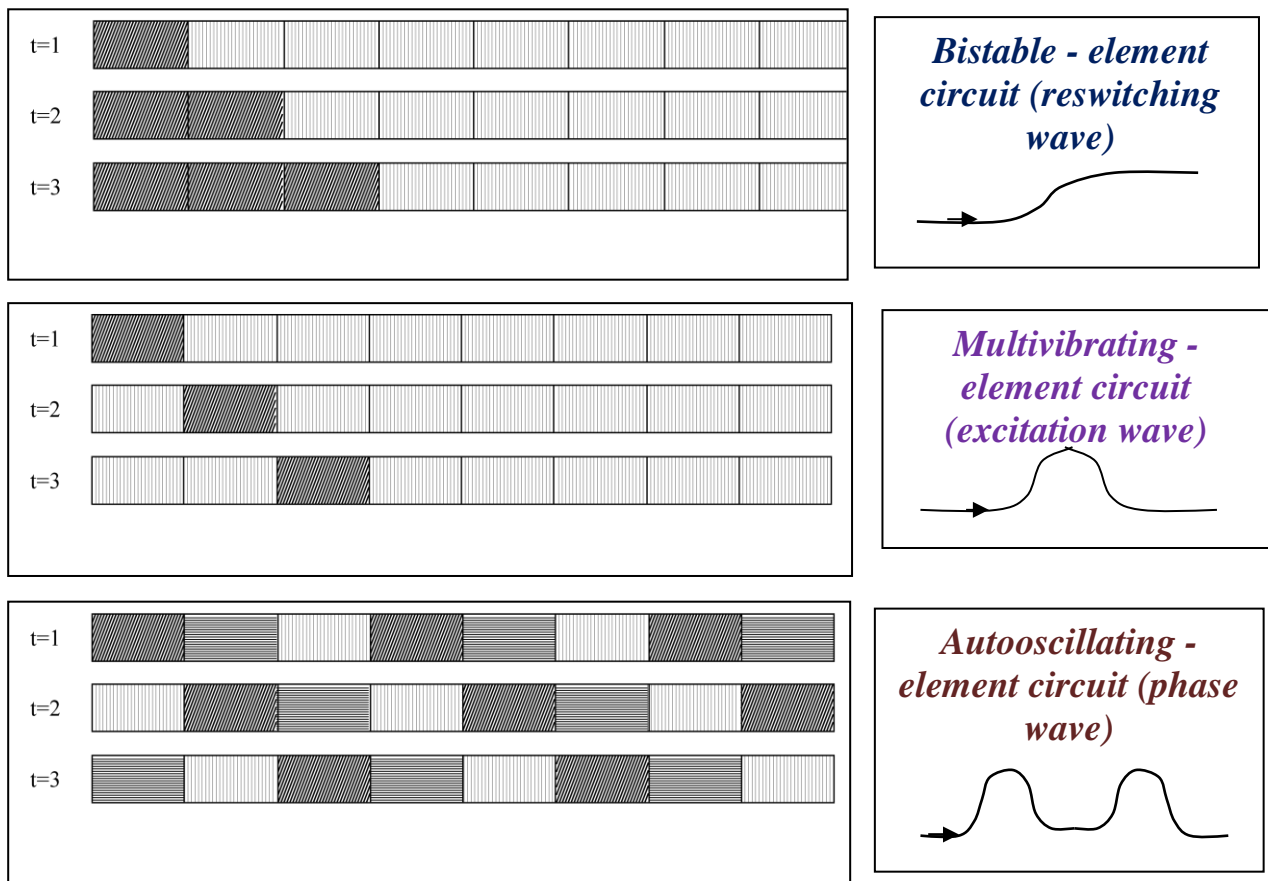 t=1
t=2
t=3
Bistable - element
circuit (reswitching
wave)
t=1
t=2
t=3
Multivibrating -
element circuit
(excitation wave)
t=1
t=2
t=3
Autooscillating -
element circuit (phase
wave)